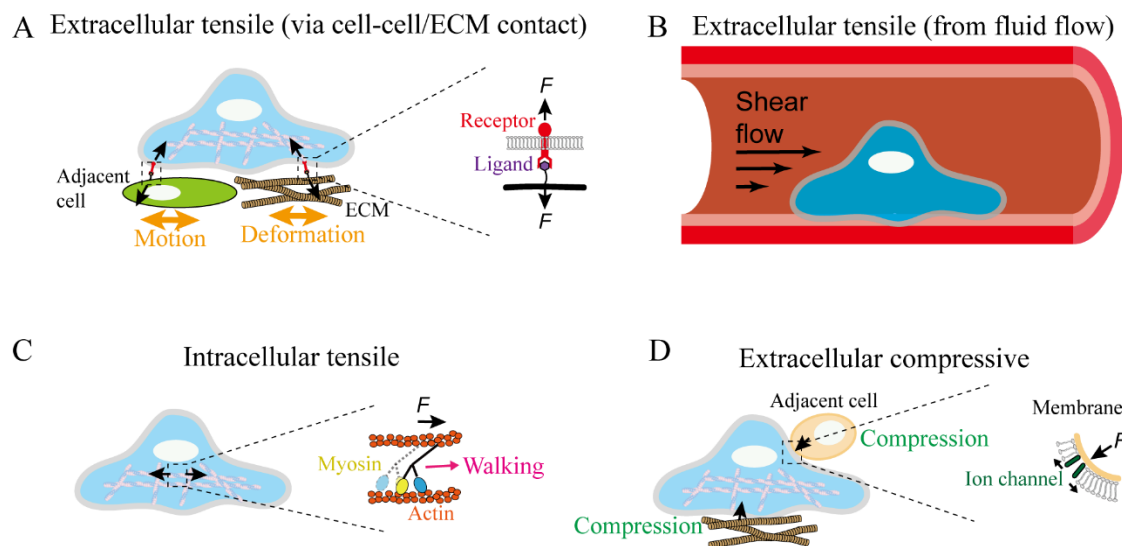 A Extracellular tensile (via cell-cell/ECM contact)
F
Receptor
Ligand
Adjacent
cell
ECM
Motion
Deformation
F
B Extracellular tensile (from fluid flow)
Shear
flow
C Intracellular tensile
F
Myosin
Walking
Actin
D Extracellular compressive
Adjacent cell
Compression
Membrane
F
Ion channel
Compression